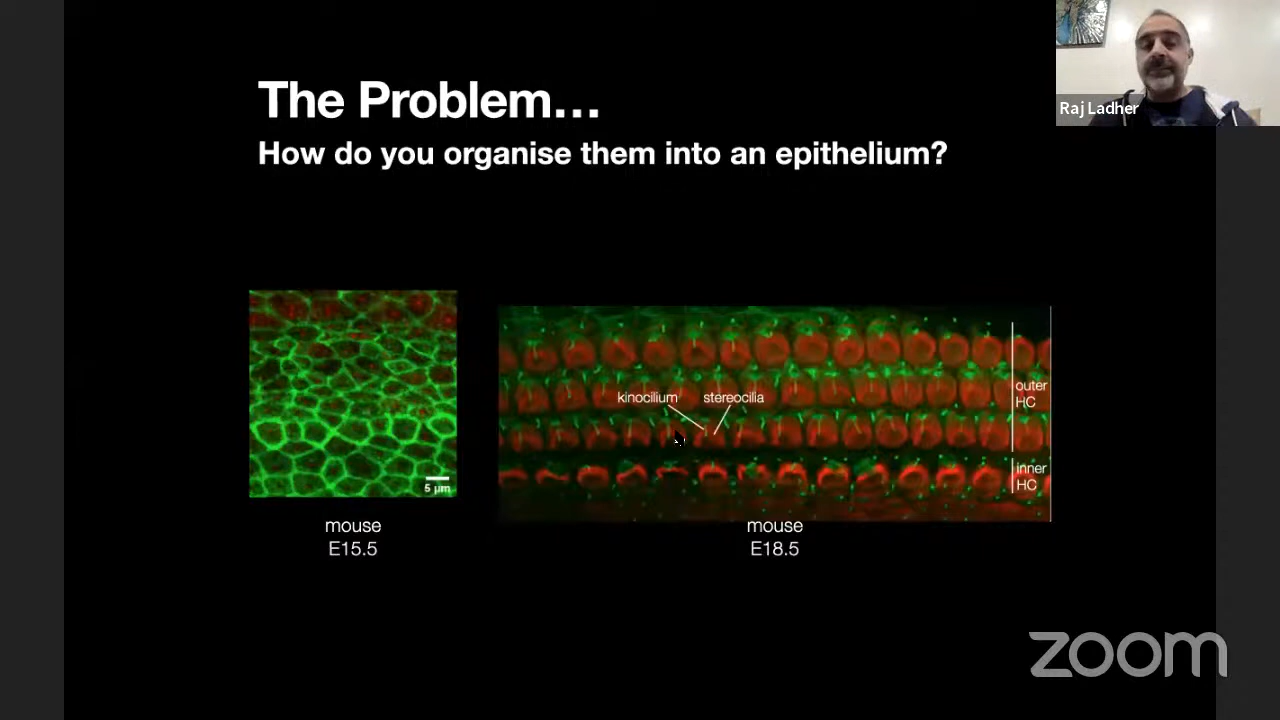 The Problem...
How do you organise them into an epithelium?
Raj Ladher
kinocilium stereocilia
outer
HC
inner
HC
5 µm
mouse
E15.5
mouse
E18.5
zoom